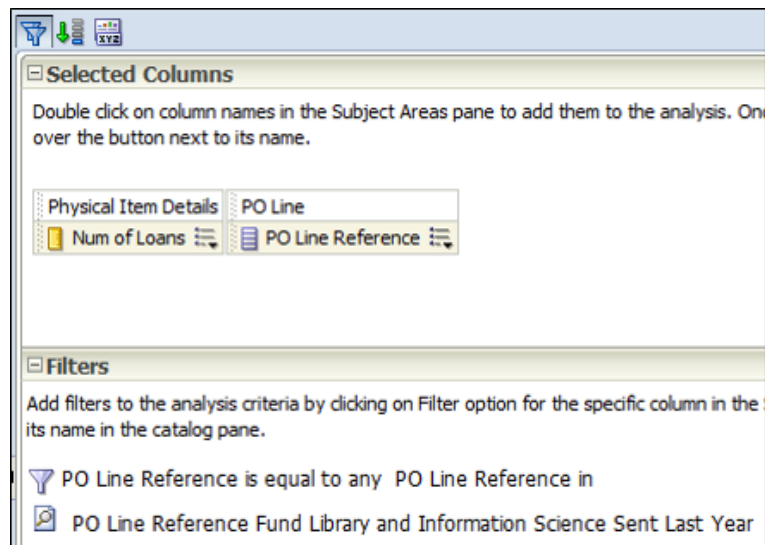 XYZ
Selected Columns
Double click on column names in the Subject Areas pane to add them to the analysis.
over the button next to its name.
Physical Item Details PO Line
Num of Loans PO Line Reference
Filters
Add filters to the analysis criteria by clicking on Filter option for the specific column in the
its name in the catalog pane.
PO Line Reference is equal to any PO Line Reference in
PO Line Reference Fund Library and Information Science Sent Last Year